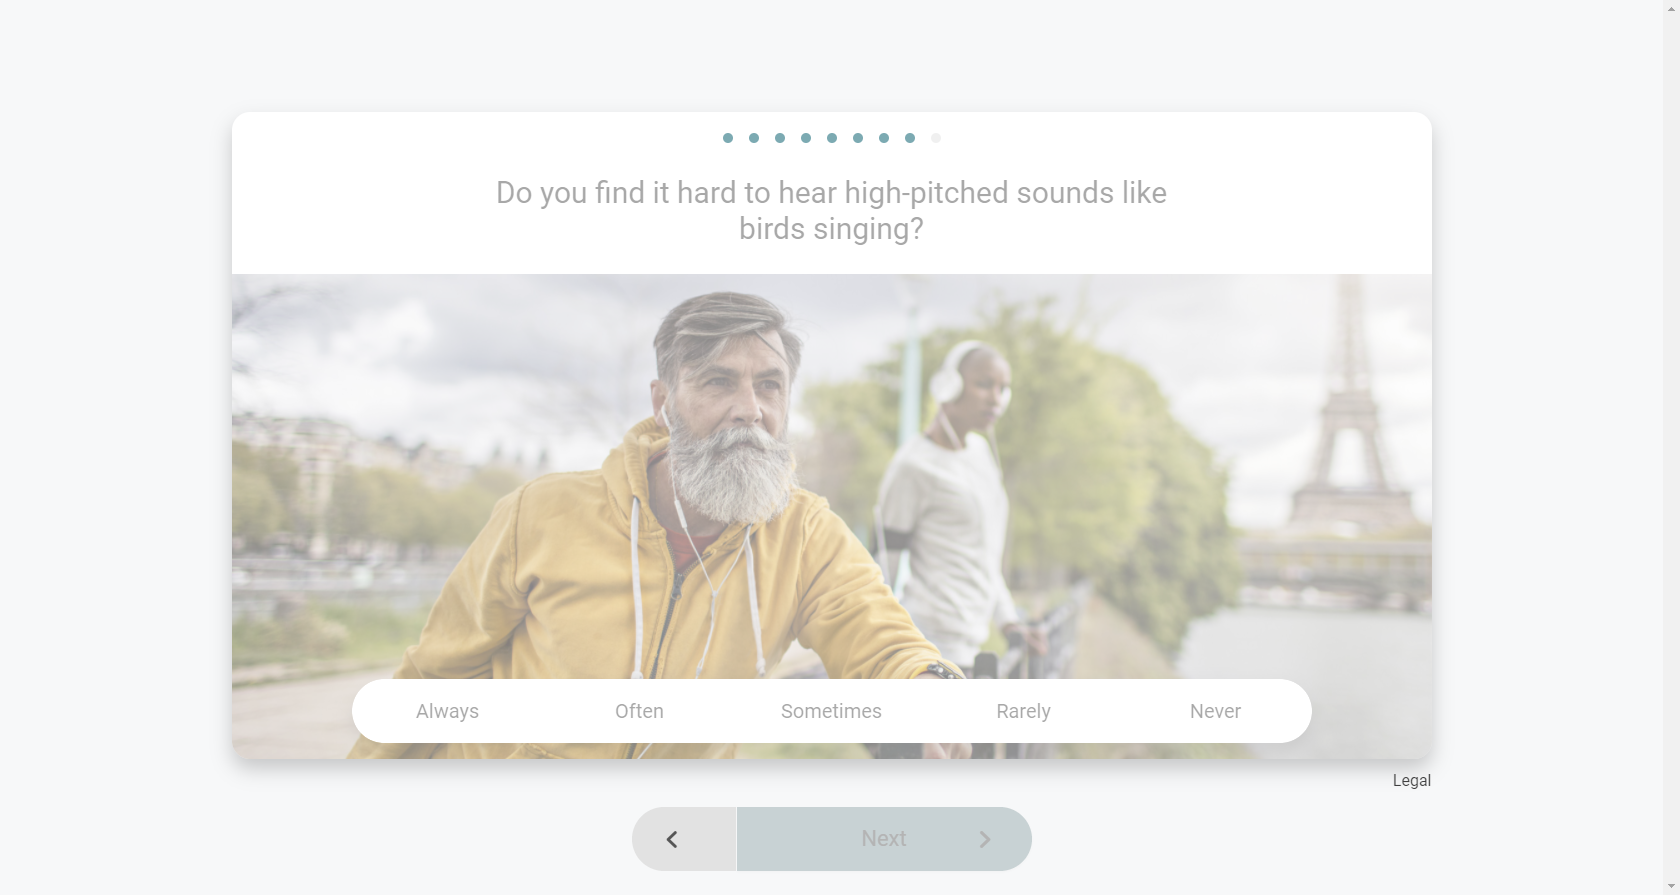 Do you find it hard to hear high-pitched sounds like
birds singing?
Always Often Sometimes Rarely Never
Legal
Next